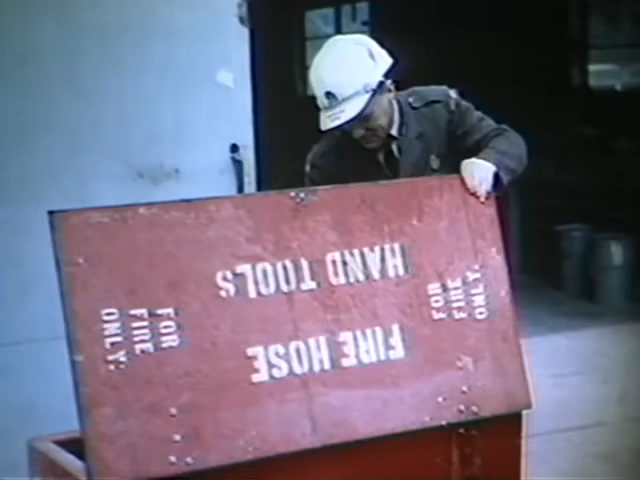 FIRE HOSE
HAND TOOLS
FOR
FIRE
ONLY.
FOR
FIRE
ONLY.